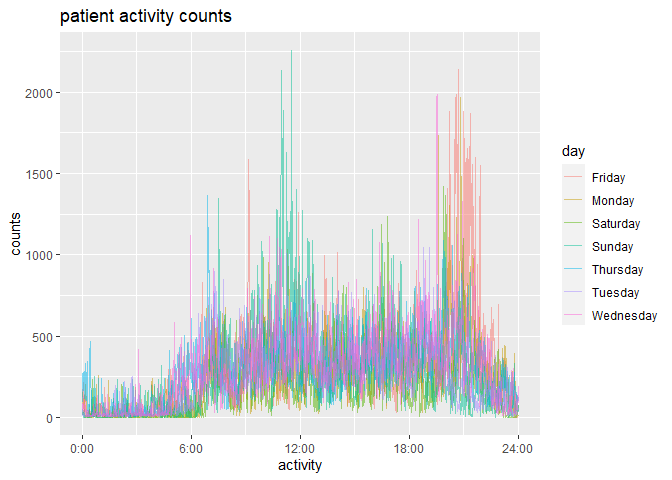 patient activity counts
counts
2000
1500
1000
500
0
0:00 6:00 12:00 18:00 24:00
activity
day
Friday
Monday
Saturday
Sunday
Thursday
Tuesday
Wednesday